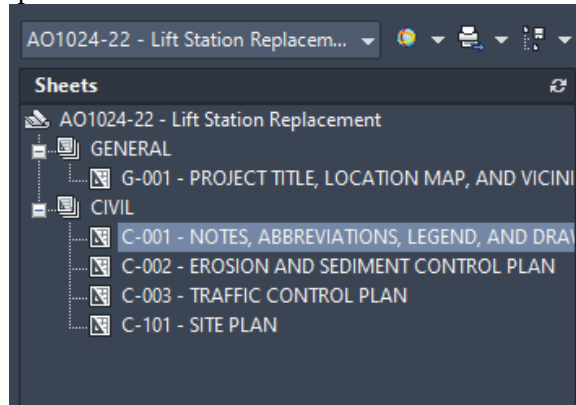 AO1024-22 - Lift Station Replacem...
Sheets
AO1024-22 - Lift Station Replacement
GENERAL
G-001 - PROJECT TITLE, LOCATION MAP, AND VICINI
CIVIL
C-001 - NOTES, ABBREVIATIONS, LEGEND, AND DRA
C-002 - EROSION AND SEDIMENT CONTROL PLAN
C-003 - TRAFFIC CONTROL PLAN
C-101 - SITE PLAN